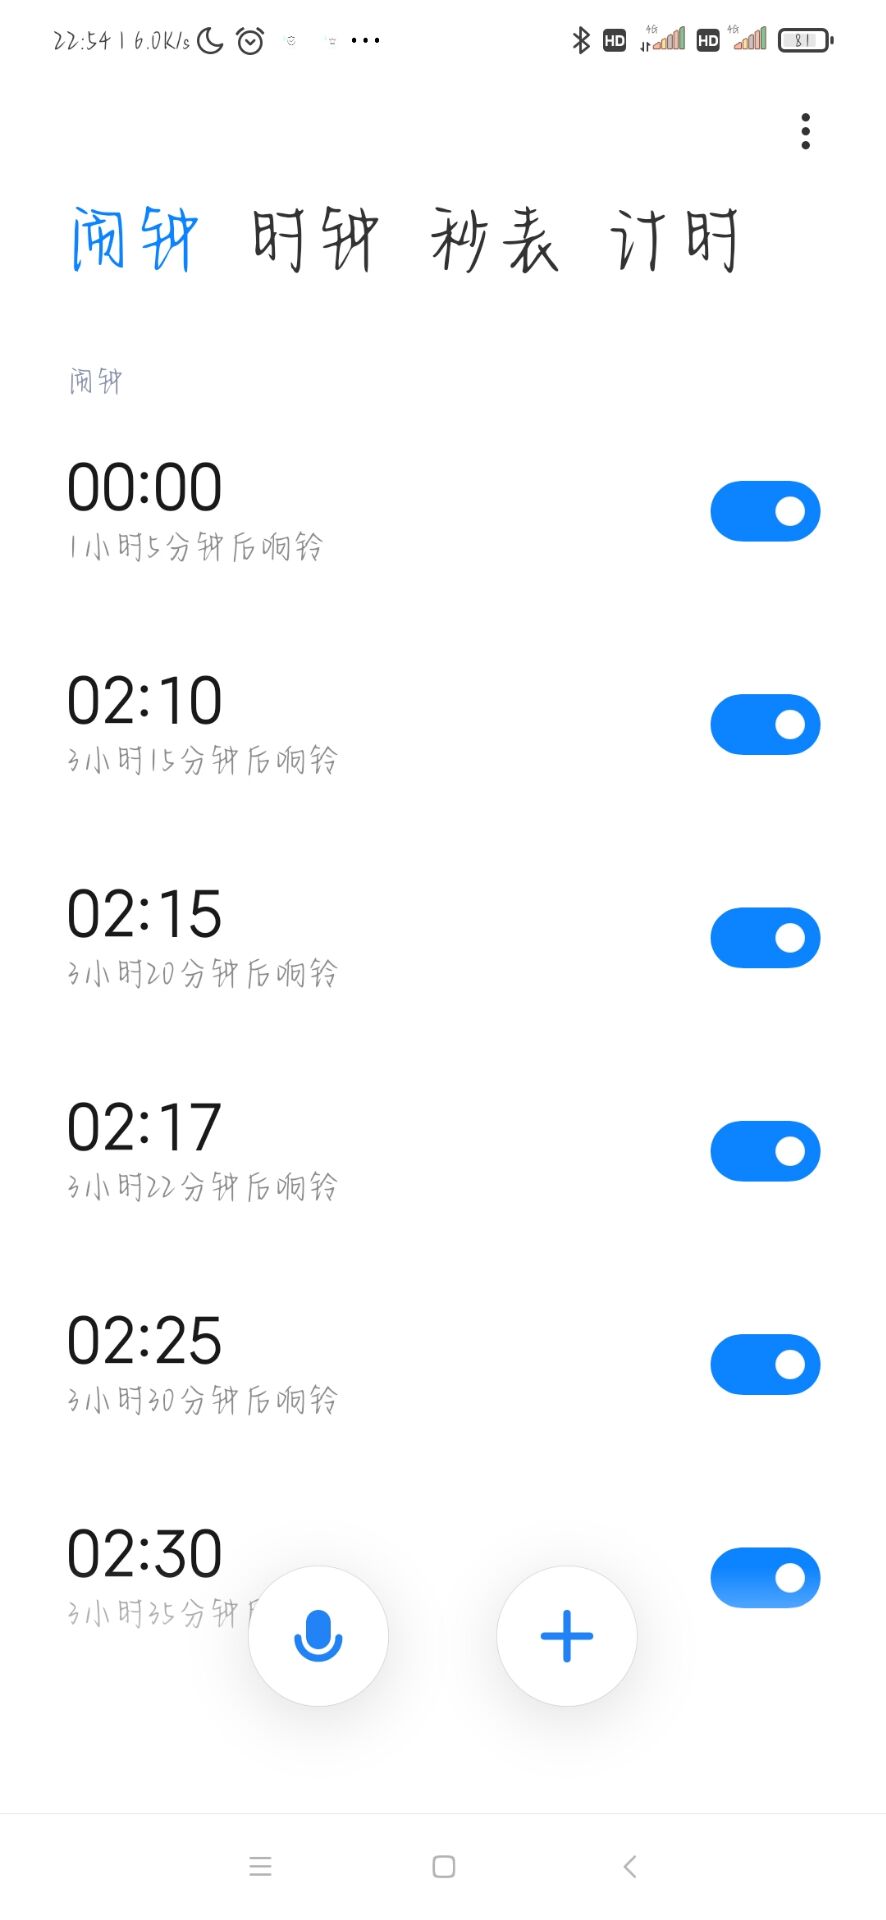 22:54 | 6.0K/s HD 4G HD 4G 81
闹钟 时钟 秒表 计时
闹钟
00:00
1小时5分钟后响铃
02:10
3小时15分钟后响铃
02:15
3小时20分钟后响铃
02:17
3小时22分钟后响铃
02:25
3小时30分钟后响铃
02:30
3小时35分钟